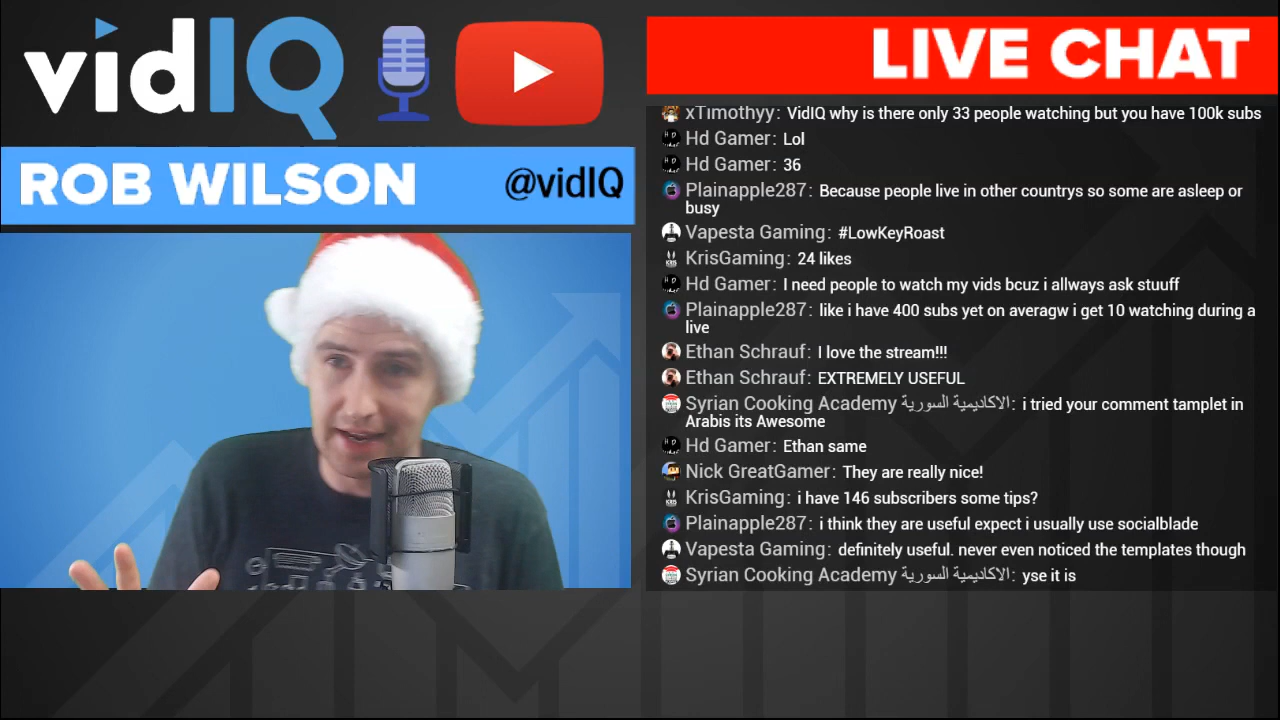 vidIQ
ROB WILSON
@vidIQ
LIVE CHAT
xTimothyy: VidIQ why is there only 33 people watching but you have 100k subs
Hd Gamer: Lol
Hd Gamer: 36
Plainapple287: Because people live in other countrys so some are asleep or
busy
Vapesta Gaming: #LowKeyRoast
KrisGaming: 24 likes
Hd Gamer: I need people to watch my vids bcuz i allways ask stuuff
Plainapple287: like i have 400 subs yet on averagw i get 10 watching during a
live
Ethan Schrauf: I love the stream!!!
Ethan Schrauf: EXTREMELY USEFUL
Syrian Cooking Academy الاكاديمية السورية: i tried your comment tamplet in
Arabis its Awesome
Hd Gamer: Ethan same
Nick GreatGamer: They are really nice!
KrisGaming: i have 146 subscribers some tips?
Plainapple287: i think they are useful expect i usually use socialblade
Vapesta Gaming: definitely useful. never even noticed the templates though
Syrian Cooking Academy الاكاديمية السورية: yse it is